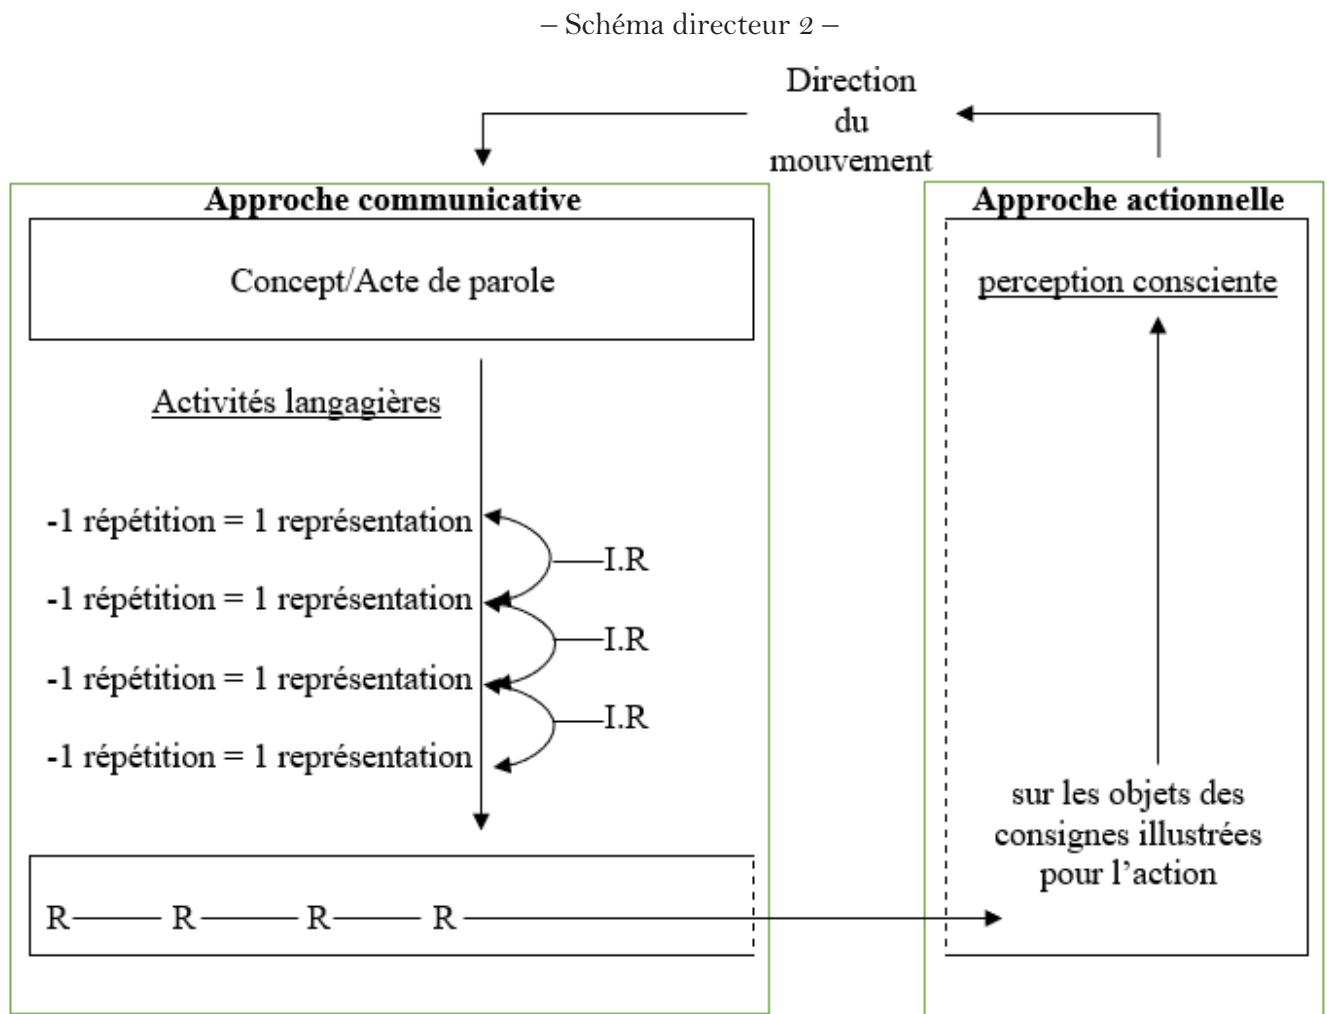 – Schéma directeur 2 –
Direction
du
mouvement
Approche communicative
Concept/Acte de parole
Activités langagières
-1 répétition = 1 représentation
I.R
-1 répétition = 1 représentation
I.R
-1 répétition = 1 représentation
I.R
-1 répétition = 1 représentation
R R R R
Approche actionnelle
perception consciente
sur les objets des
consignes illustrées
pour l’action